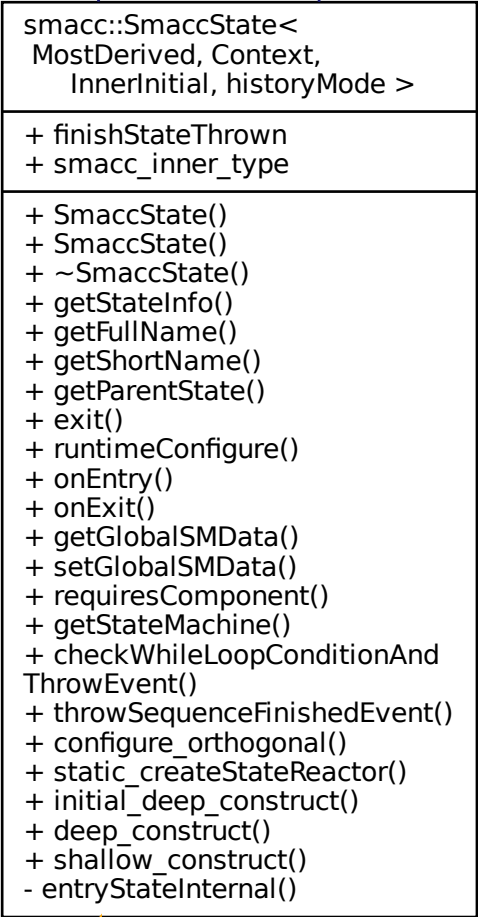 smacc::SmaccState<
MostDerived, Context,
InnerInitial, historyMode >
+ finishStateThrown
+ smacc_inner_type
+ SmaccState()
+ SmaccState()
+ ~SmaccState()
+ getStateInfo()
+ getFullName()
+ getShortName()
+ getParentState()
+ exit()
+ runtimeConfigure()
+ onEntry()
+ onExit()
+ getGlobalSMData()
+ setGlobalSMData()
+ requiresComponent()
+ getStateMachine()
+ checkWhileLoopConditionAnd
ThrowEvent()
+ throwSequenceFinishedEvent()
+ configure_orthogonal()
+ static_createStateReactor()
+ initial_deep_construct()
+ deep_construct()
+ shallow_construct()
- entryStateInternal()